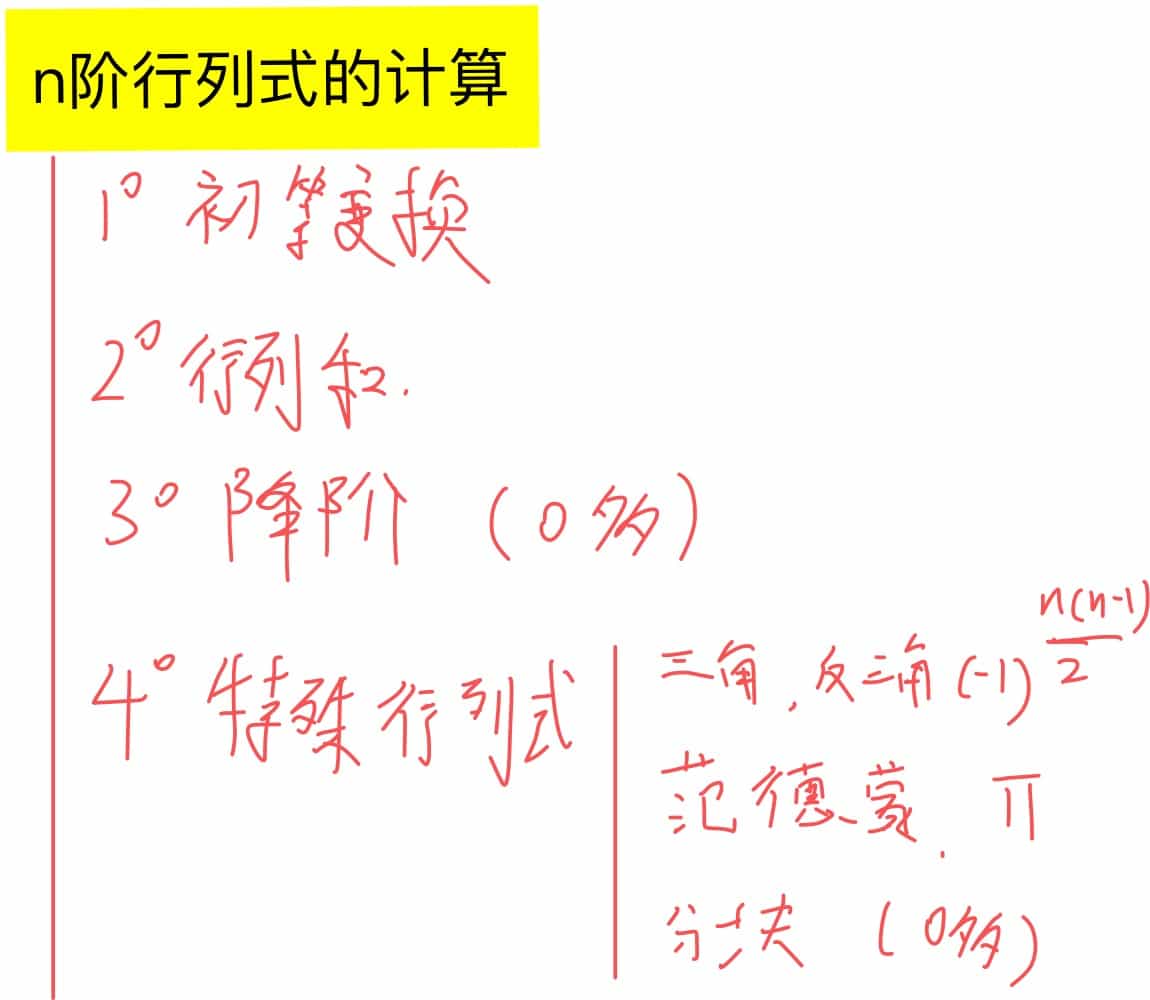 n阶行列式的计算
1° 初等变换
2° 行列和.
3° 降阶 (0多)
4° 特殊行列式
三角, 反三角 (-1)^{\frac{n(n-1)}{2}}
范德蒙. Π
分块 (0多)